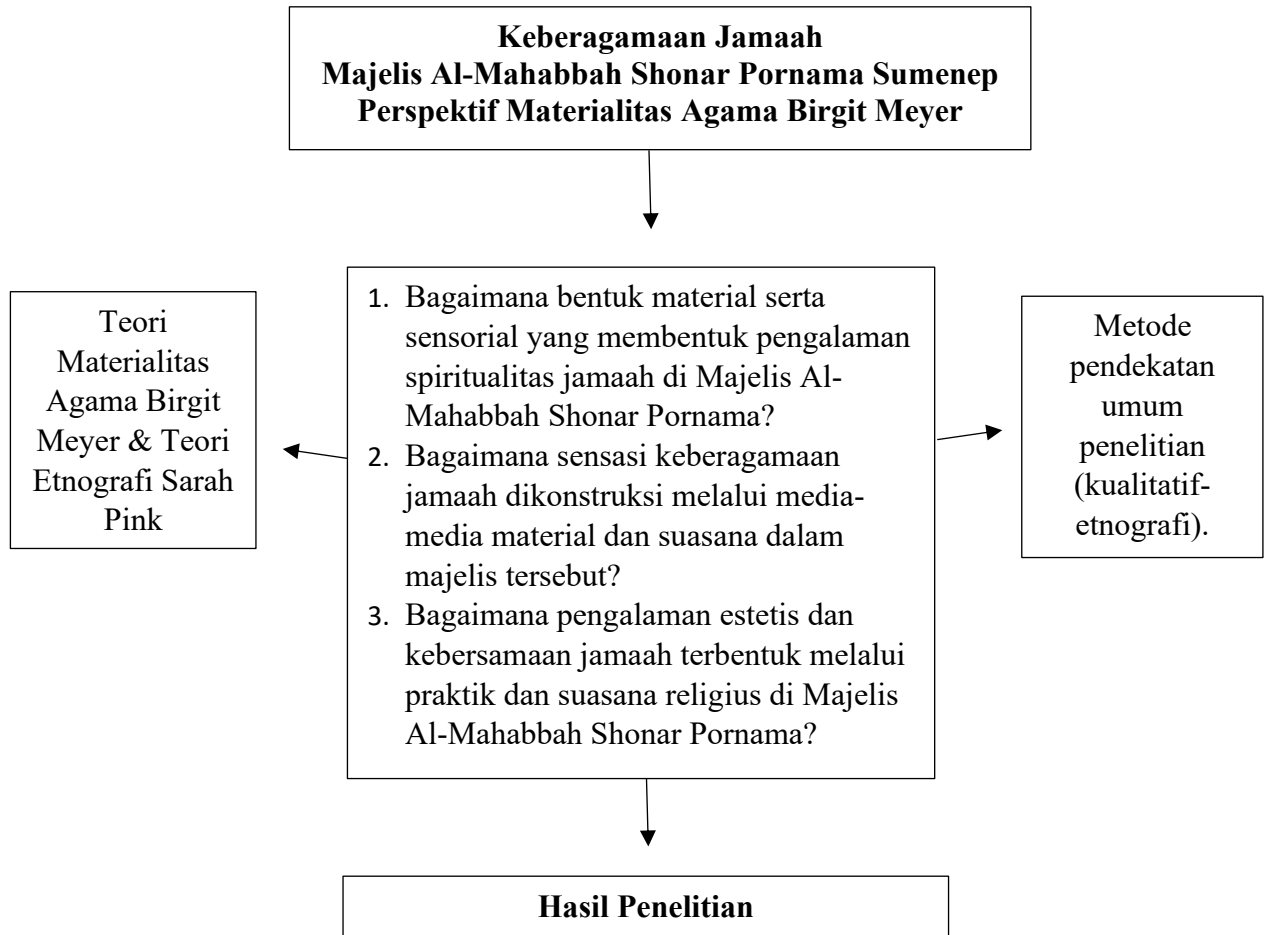 Keberagamaan Jamaah
Majelis Al-Mahabbah Shonar Pornama Sumenep
Perspektif Materialitas Agama Birgit Meyer
Teori
Materialitas
Agama Birgit
Meyer & Teori
Etnografi Sarah
Pink
1. Bagaimana bentuk material serta
sensorial yang membentuk pengalaman
spiritualitas jamaah di Majelis Al-
Mahabbah Shonar Pornama?
2. Bagaimana sensasi keberagamaan
jamaah dikonstruksi melalui media-
media material dan suasana dalam
majelis tersebut?
3. Bagaimana pengalaman estetis dan
kebersamaan jamaah terbentuk melalui
praktik dan suasana religius di Majelis
Al-Mahabbah Shonar Pornama?
Metode
pendekatan
umum
penelitian
(kualitatif-
etnografi).
Hasil Penelitian